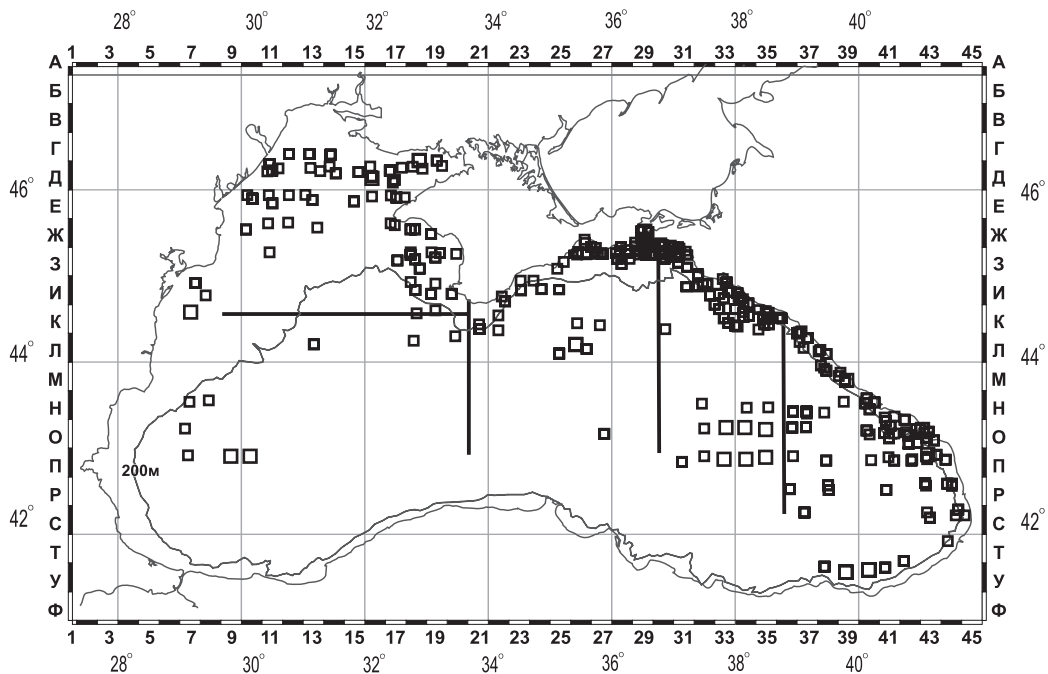 28° 30° 32° 34° 36° 38° 40°
1 3 5 7 9 11 13 15 17 19 21 23 25 27 29 31 33 35 37 39 41 43 45
А А
Б Б
В В
Г Г
46° Д Д 46°
Е Е
Ж Ж
З З
И И
К К
44° Л Л 44°
М М
Н Н
О О
200м
П П
Р Р
42° С С 42°
Т Т
У У
Ф Ф
1 3 5 7 9 11 13 15 17 19 21 23 25 27 29 31 33 35 37 39 41 43 45
28° 30° 32° 34° 36° 38° 40°